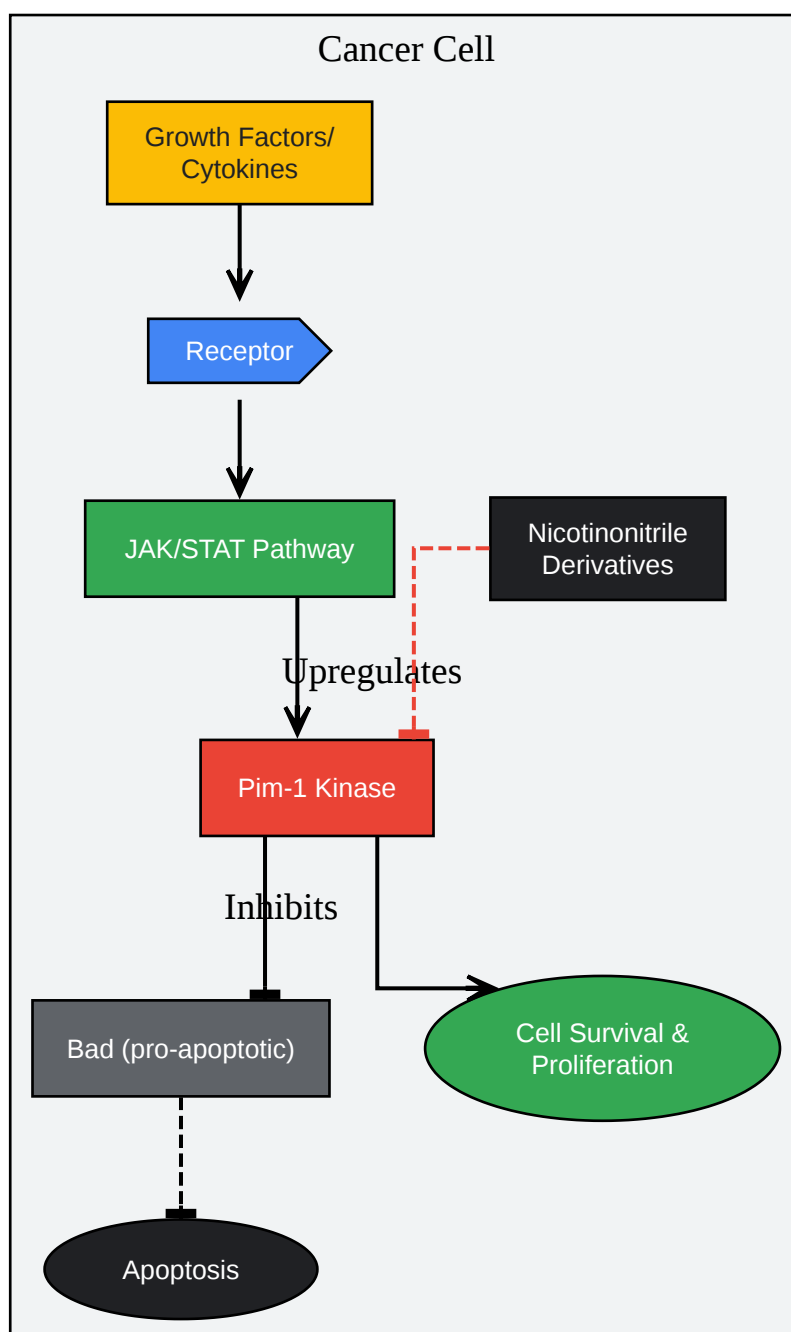 Cancer Cell
Growth Factors/
Cytokines
Receptor
JAK/STAT Pathway
Nicotinonitrile
Derivatives
Upregulates
Pim-1 Kinase
Inhibits
Bad (pro-apoptotic)
Cell Survival &
Proliferation
Apoptosis